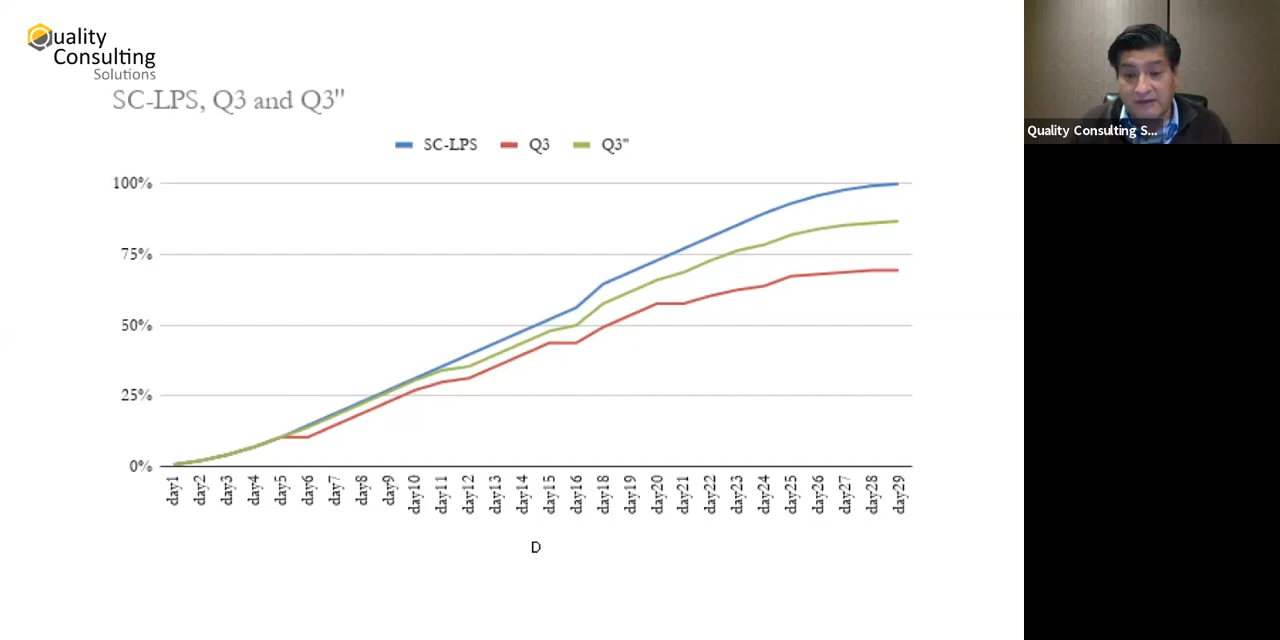 Quality
Consulting
Solutions
SC-LPS, Q3 and Q3"
SC-LPS Q3 Q3"
100%
75%
50%
25%
0%
day1 day2 day3 day4 day5 day6 day7 day8 day9 day10 day11 day12 day13 day14 day15 day16 day18 day19 day20 day21 day22 day23 day24 day25 day26 day27 day28 day29
D
Quality Consulting S...